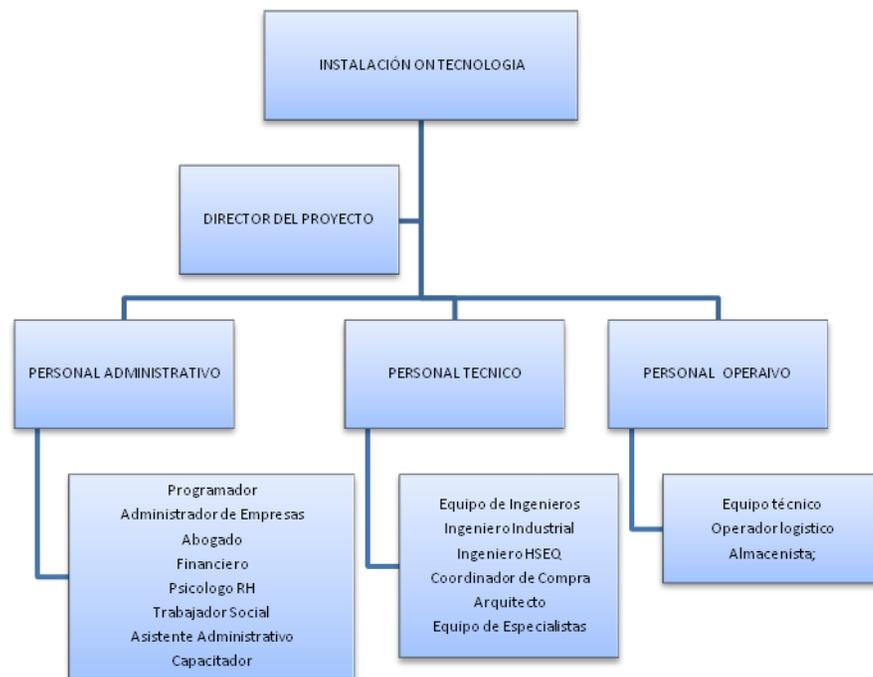 INSTALACIÓN ON TECNOLOGIA
DIRECTOR DEL PROYECTO
PERSONAL ADMINISTRATIVO
PERSONAL TECNICO
PERSONAL OPERAIVO
Programador
Administrador de Empresas
Abogado
Financiero
Psicologo RH
Trabajador Social
Asistente Administrativo
Capacitador
Equipo de Ingenieros
Ingeniero Industrial
Ingeniero HSEQ
Coordinador de Compra
Arquitecto
Equipo de Especialistas
Equipo técnico
Operador logistico
Almacenista;